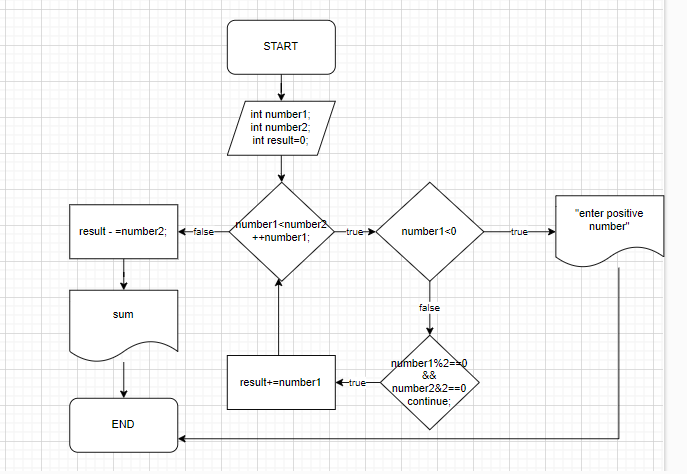 START
int number1;
int number2;
int result=0;
number1<number2
++number1;
false
true
result - =number2;
number1<0
true
"enter positive
number"
false
sum
number1%2==0
&&
number2&2==0
continue;
true
result+=number1
END